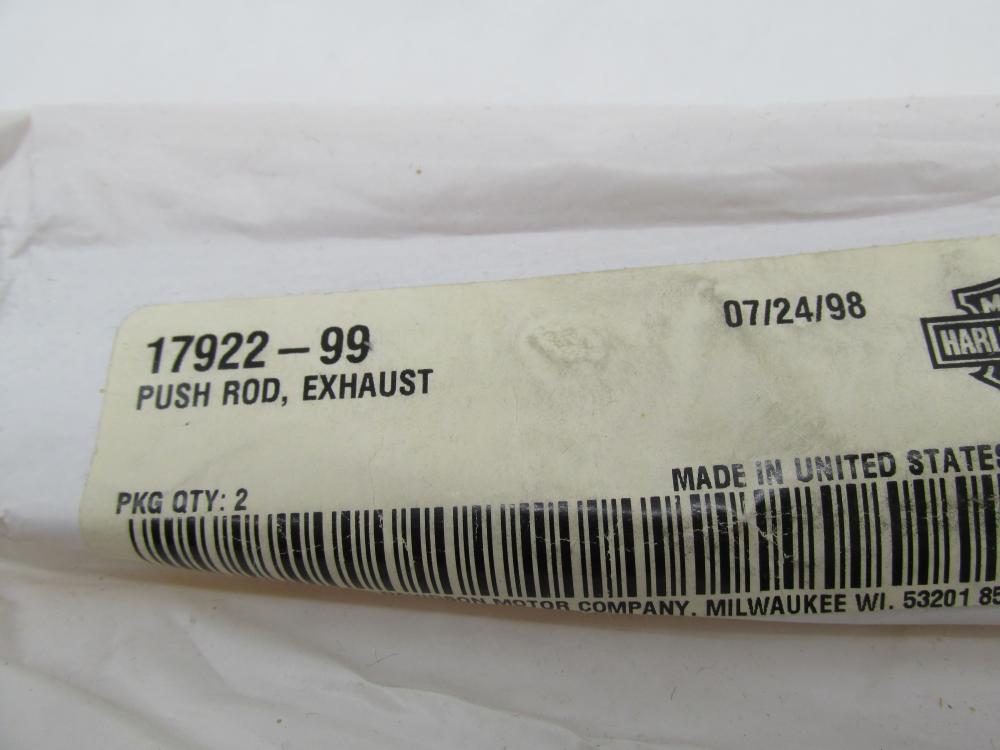 17922-99
07/24/98
PUSH ROD, EXHAUST
MADE IN UNITED STATES
PKG QTY: 2
MOTOR COMPANY. MILWAUKEE WI. 53201